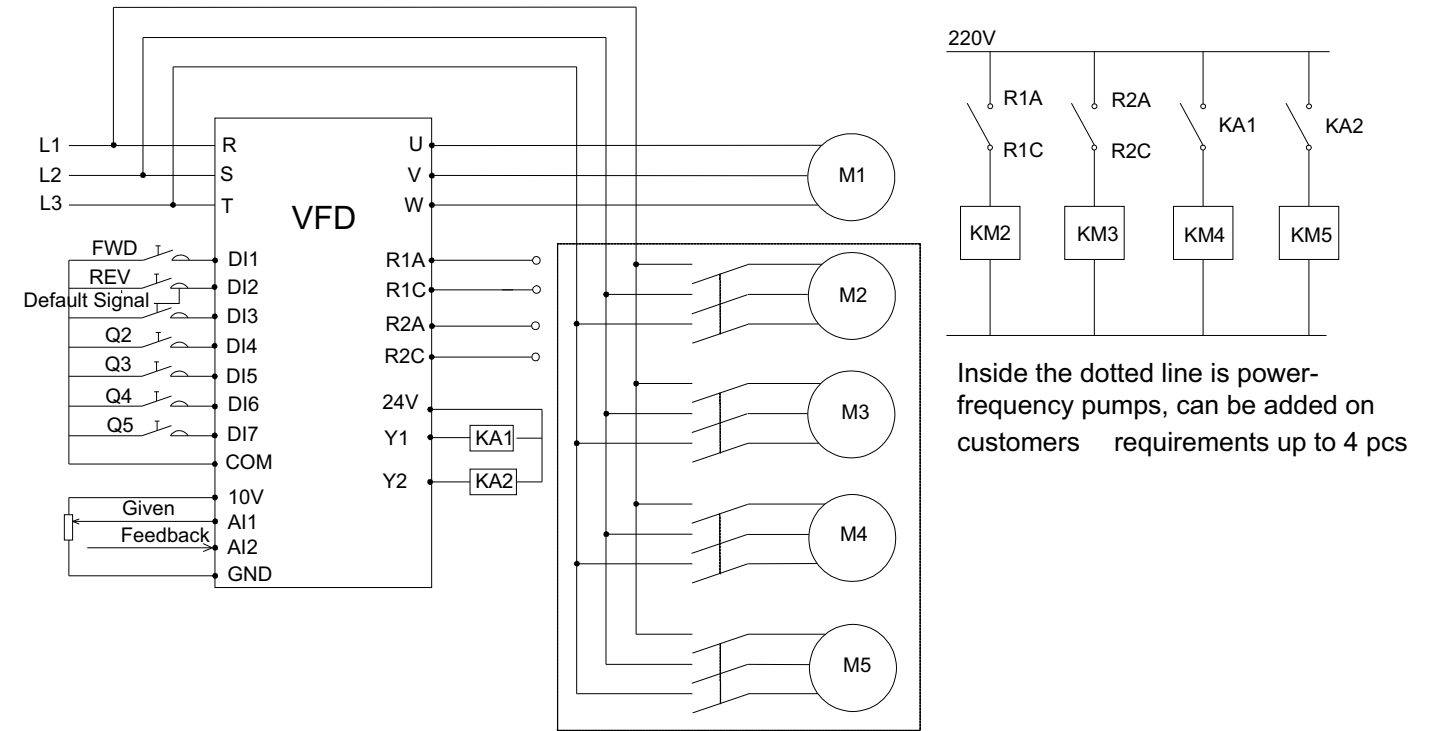 L1
L2
L3
R
S
T
VFD
U
V
W
M1
FWD
REV
Default Signal
Q2
Q3
Q4
Q5
DI1
DI2
DI3
DI4
DI5
DI6
DI7
COM
10V
Given
AI1
Feedback
AI2
GND
R1A
R1C
R2A
R2C
24V
Y1
KA1
Y2
KA2
M2
M3
M4
M5
220V
R1A
R1C
R2A
R2C
KA1
KA2
KM2
KM3
KM4
KM5
Inside the dotted line is power-
frequency pumps, can be added on
customers requirements up to 4 pcs